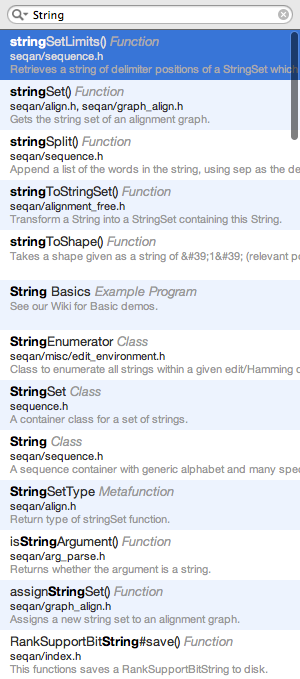 String
stringSetLimits() Function
seqan/sequence.h
Retrieves a string of delimiter positions of a StringSet which
stringSet() Function
seqan/align.h, seqan/graph_align.h
Gets the string set of an alignment graph.
stringSplit() Function
seqan/sequence.h
Append a list of the words in the string, using sep as the de
stringToStringSet() Function
seqan/alignment_free.h
Transform a String into a StringSet containing this String.
stringToShape() Function
Takes a shape given as a string of &#39;1&#39; (relevant po
String Basics Example Program
See our Wiki for Basic demos.
StringEnumerator Class
seqan/misc/edit_environment.h
Class to enumerate all strings within a given edit/Hamming d
StringSet Class
sequence.h
A container class for a set of strings.
String Class
seqan/sequence.h
A sequence container with generic alphabet and many spec
StringSetType Metafunction
seqan/align.h
Return type of stringSet function.
isStringArgument() Function
seqan/arg_parse.h
Returns whether the argument is a string.
assignStringSet() Function
seqan/graph_align.h
Assigns a new string set to an alignment graph.
RankSupportBitString#save() Function
seqan/index.h
This functions saves a RankSupportBitString to disk.